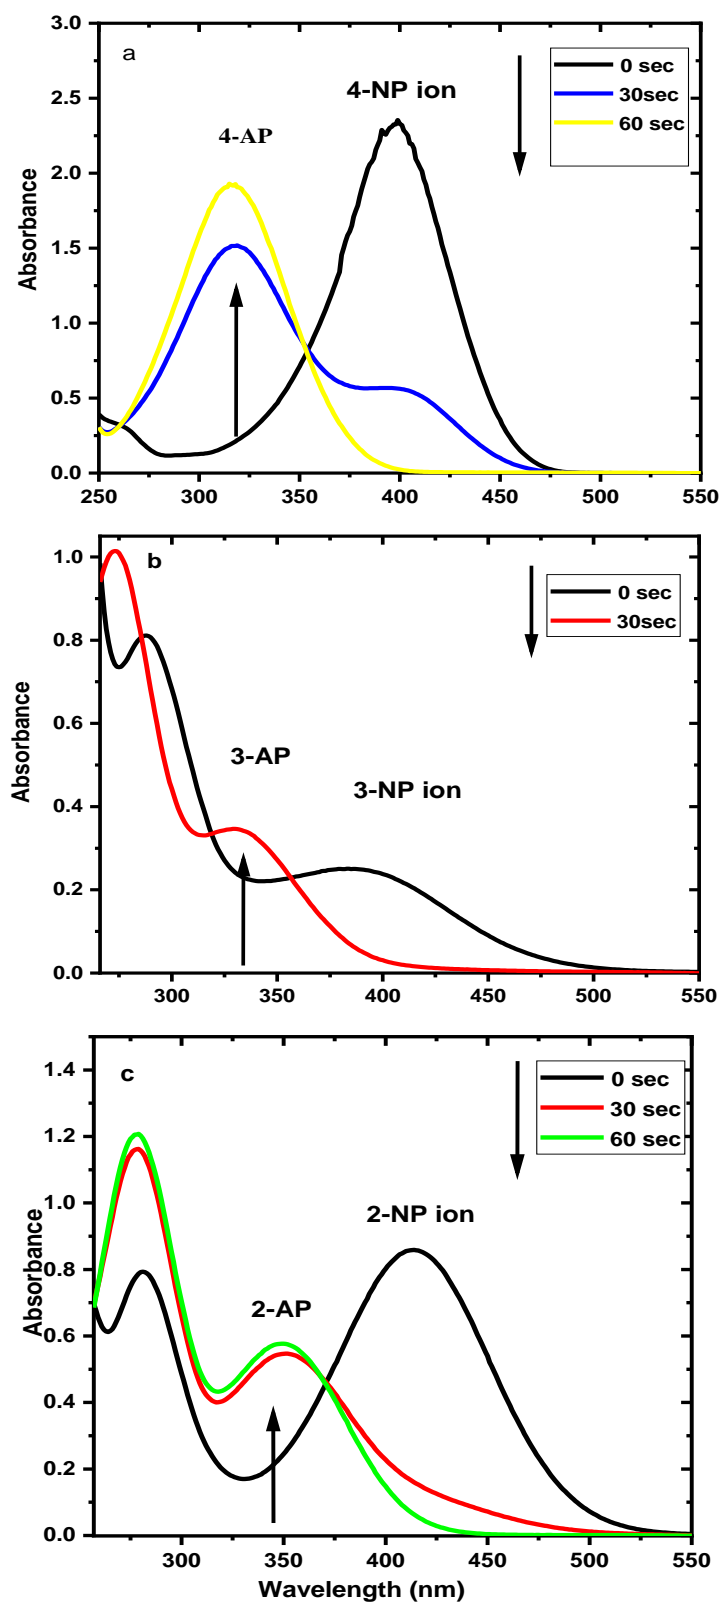 a
3.0
2.5
2.0
1.5
1.0
0.5
0.0
Absorbance
4-AP
4-NP ion
0 sec
30sec
60 sec
250 300 350 400 450 500 550
b
1.0
0.8
0.6
0.4
0.2
0.0
Absorbance
3-AP
3-NP ion
0 sec
30sec
300 350 400 450 500 550
c
1.4
1.2
1.0
0.8
0.6
0.4
0.2
0.0
Absorbance
2-AP
2-NP ion
0 sec
30 sec
60 sec
300 350 400 450 500 550
Wavelength (nm)